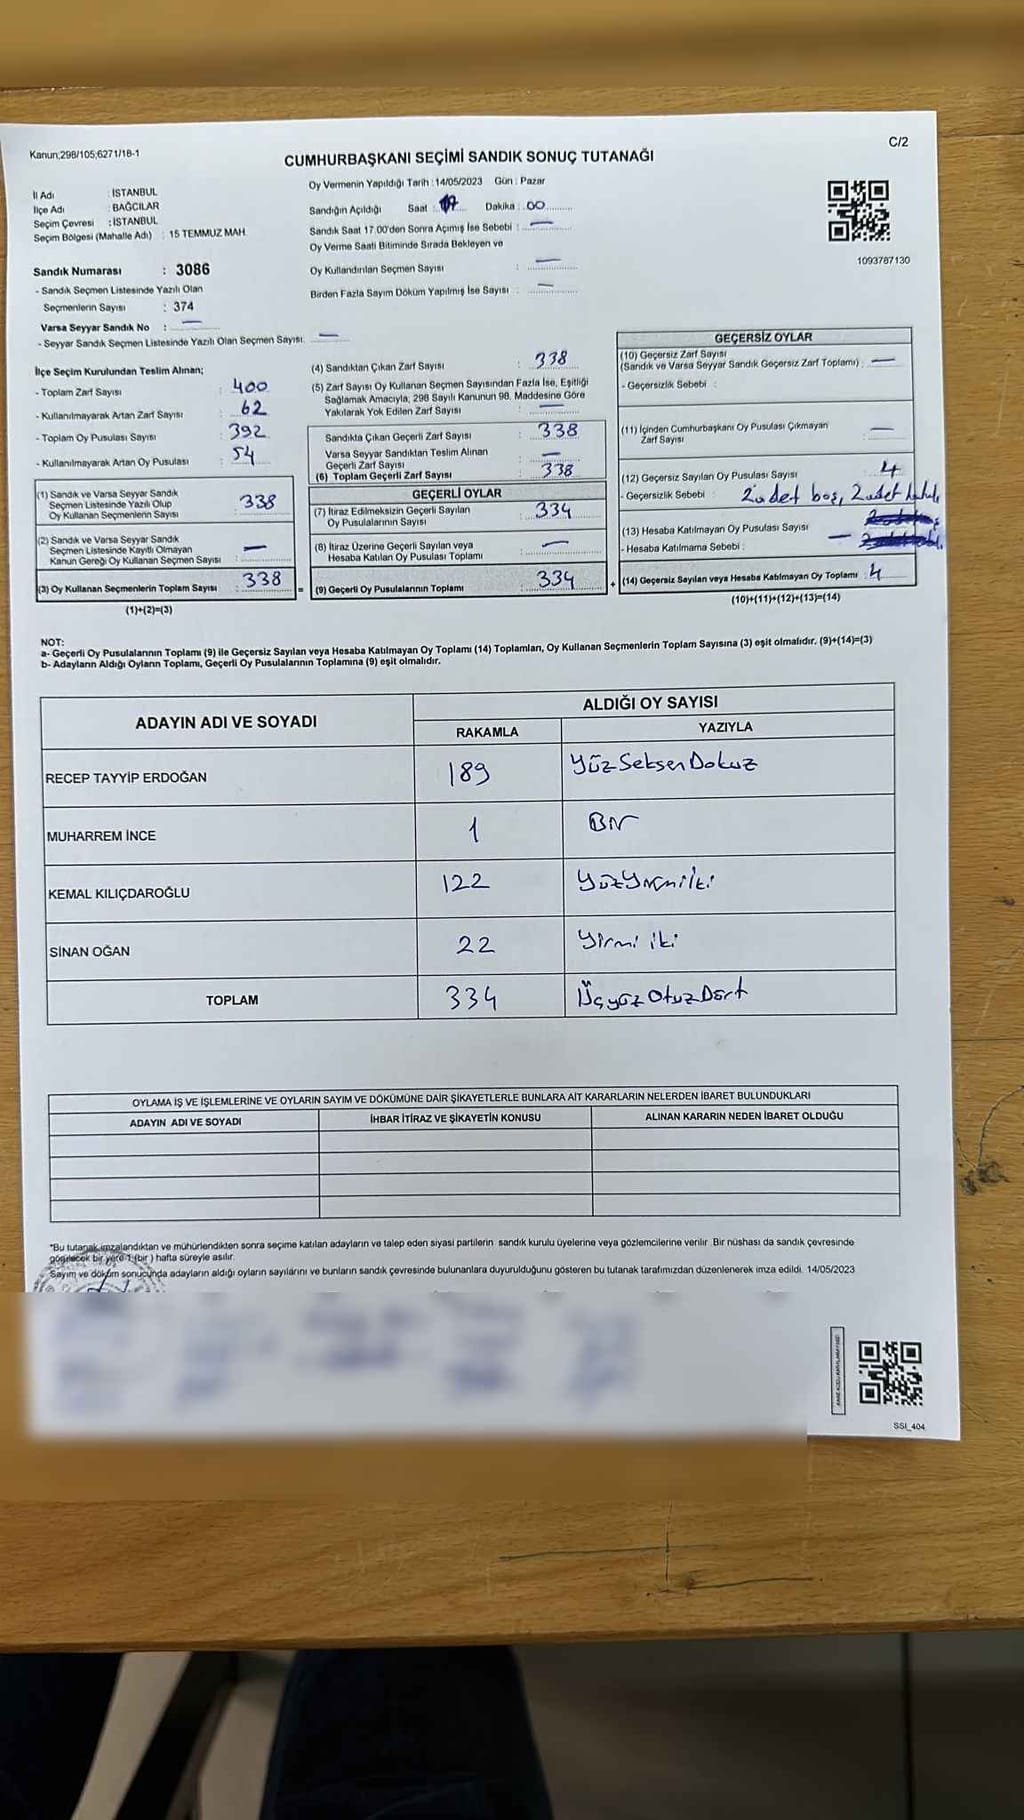 Kanun;298/105;6271/18-1
C/2
CUMHURBAŞKANI SEÇİMİ SANDIK SONUÇ TUTANAĞI
İl Adı : İSTANBUL
İlçe Adı : BAĞCILAR
Seçim Çevresi : İSTANBUL
Seçim Bölgesi (Mahalle Adı) : 15 TEMMUZ MAH.
Oy Vermenin Yapıldığı Tarih : 14/05/2023 Gün : Pazar
Sandığın Açıldığı Saat : 17 Dakika : 00
Sandık Saat 17:00'den Sonra Açımış İse Sebebi : —
Oy Verme Saati Bitiminde Sırada Bekleyen ve
Oy Kullandırılan Seçmen Sayısı : —
Birden Fazla Sayım Döküm Yapılmış İse Sayısı : —
1093787130
Sandık Numarası : 3086
- Sandık Seçmen Listesinde Yazılı Olan
Seçmenlerin Sayısı : 374
Varsa Seyyar Sandık No : —
- Seyyar Sandık Seçmen Listesinde Yazılı Olan Seçmen Sayısı: —
İlçe Seçim Kurulundan Teslim Alınan;
- Toplam Zarf Sayısı : 400
- Kullanılmayarak Artan Zarf Sayısı : 62
- Toplam Oy Pusulası Sayısı : 392
- Kullanılmayarak Artan Oy Pusulası : 54
(1) Sandık ve Varsa Seyyar Sandık
Seçmen Listesinde Yazılı Olup
Oy Kullanan Seçmenlerin Sayısı : 338
(2) Sandık ve Varsa Seyyar Sandık
Seçmen Listesinde Kayıtlı Olmayan
Kanun Gereği Oy Kullanan Seçmen Sayısı : —
(3) Oy Kullanan Seçmenlerin Toplam Sayısı : 338
(1)+(2)=(3)
(4) Sandıktan Çıkan Zarf Sayısı : 338
(5) Zarf Sayısı Oy Kullanan Seçmen Sayısından Fazla İse, Eşitliği
Sağlamak Amacıyla, 298 Sayılı Kanunun 98. Maddesine Göre
Yakılarak Yok Edilen Zarf Sayısı : —
Sandıkta Çıkan Geçerli Zarf Sayısı : 338
Varsa Seyyar Sandıktan Teslim Alınan
Geçerli Zarf Sayısı : —
(6) Toplam Geçerli Zarf Sayısı : 338
GEÇERLİ OYLAR
(7) İtiraz Edilmeksizin Geçerli Sayılan
Oy Pusulalarının Sayısı : 334
(8) İtiraz Üzerine Geçerli Sayılan veya
Hesaba Katılan Oy Pusulası Toplamı : —
= (9) Geçerli Oy Pusulalarının Toplamı : 334
GEÇERSİZ OYLAR
(10) Geçersiz Zarf Sayısı
(Sandık ve Varsa Seyyar Sandık Geçersiz Zarf Toplamı) : —
- Geçersizlik Sebebi :
(11) İçinden Cumhurbaşkanı Oy Pusulası Çıkmayan
Zarf Sayısı : —
(12) Geçersiz Sayılan Oy Pusulası Sayısı : 4
- Geçersizlik Sebebi : 2 adet boş, 2 adet
(13) Hesaba Katılmayan Oy Pusulası Sayısı : —
- Hesaba Katılmama Sebebi :
+ (14) Geçersiz Sayılan veya Hesaba Katılmayan Oy Toplamı : 4
(10)+(11)+(12)+(13)=(14)
NOT:
a- Geçerli Oy Pusulalarının Toplamı (9) ile Geçersiz Sayılan veya Hesaba Katılmayan Oy Toplamı (14) Toplamları, Oy Kullanan Seçmenlerin Toplam Sayısına (3) eşit olmalıdır. (9)+(14)=(3)
b- Adayların Aldığı Oyların Toplamı, Geçerli Oy Pusulalarının Toplamına (9) eşit olmalıdır.
ADAYIN ADI VE SOYADI
ALDIĞI OY SAYISI
RAKAMLA YAZIYLA
RECEP TAYYİP ERDOĞAN 189 YüzSeksenDokuz
MUHARREM İNCE 1 BİR
KEMAL KILIÇDAROĞLU 122 YüzYirmiİki
SİNAN OĞAN 22 Yirmi iki
TOPLAM 334 ÜçyüzOtuzDört
OYLAMA İŞ VE İŞLEMLERİNE VE OYLARIN SAYIM VE DÖKÜMÜNE DAİR ŞİKAYETLERLE BUNLARA AİT KARARLARIN NELERDEN İBARET BULUNDUKLARI
ADAYIN ADI VE SOYADI İHBAR İTİRAZ VE ŞİKAYETİN KONUSU ALINAN KARARIN NEDEN İBARET OLDUĞU
*Bu tutanak imzalandıktan ve mühürlendikten sonra seçime katılan adayların ve talep eden siyasi partilerin sandık kurulu üyelerine veya gözlemcilerine verilir. Bir nüshası da sandık çevresinde
görülecek bir yere 1 (bir) hafta süreyle asılır.
Sayım ve döküm sonucunda adayların aldığı oyların sayılarını ve bunların sandık çevresinde bulunanlara duyurulduğunu gösteren bu tutanak tarafımızdan düzenlenerek imza edildi. 14/05/2023
SSI_404